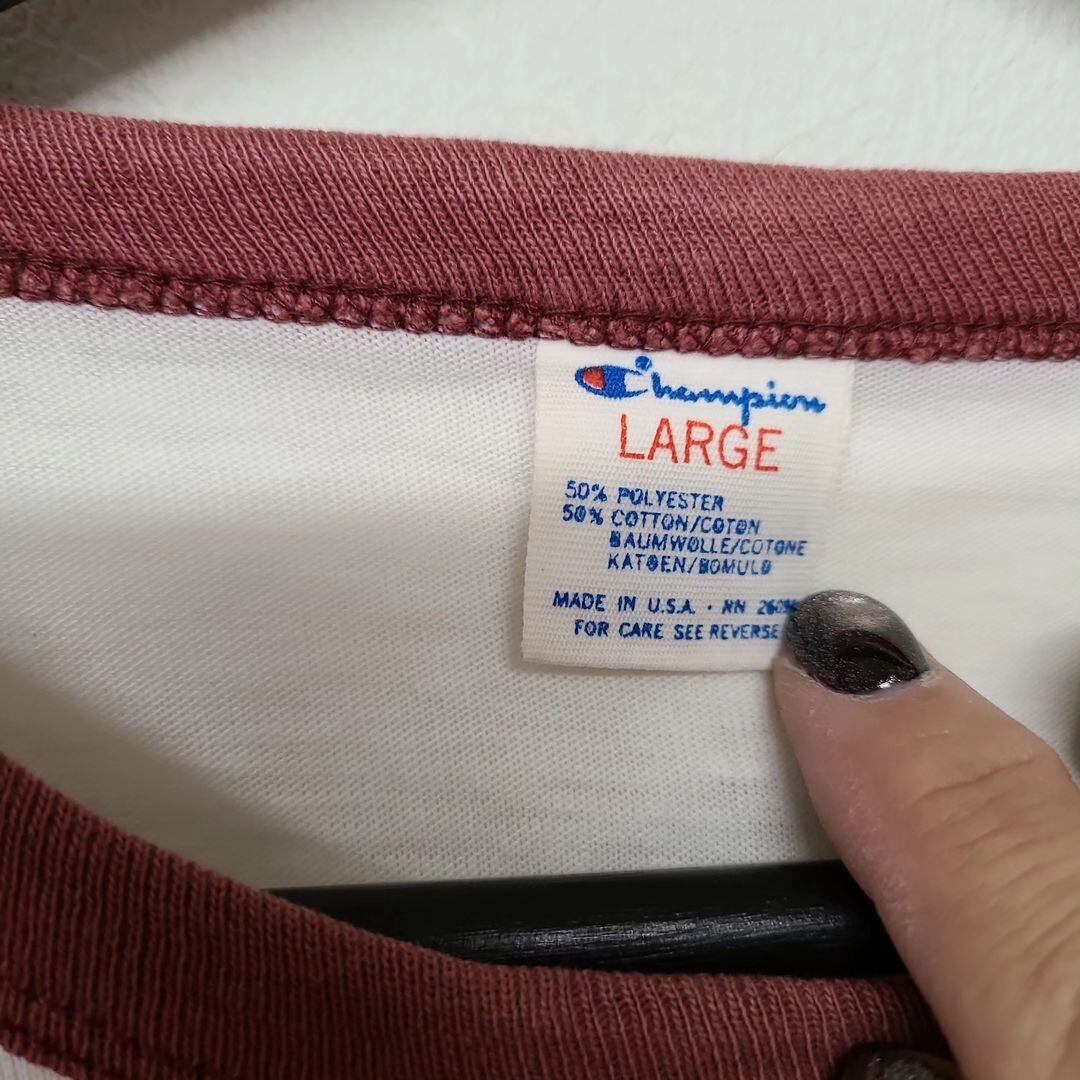 Champion
LARGE
50% POLYESTER
50% COTTON/COTON
BAUMWOLLE/COTONE
KATOEN/BOMULD
MADE IN U.S.A. · RN
FOR CARE SEE REVERSE